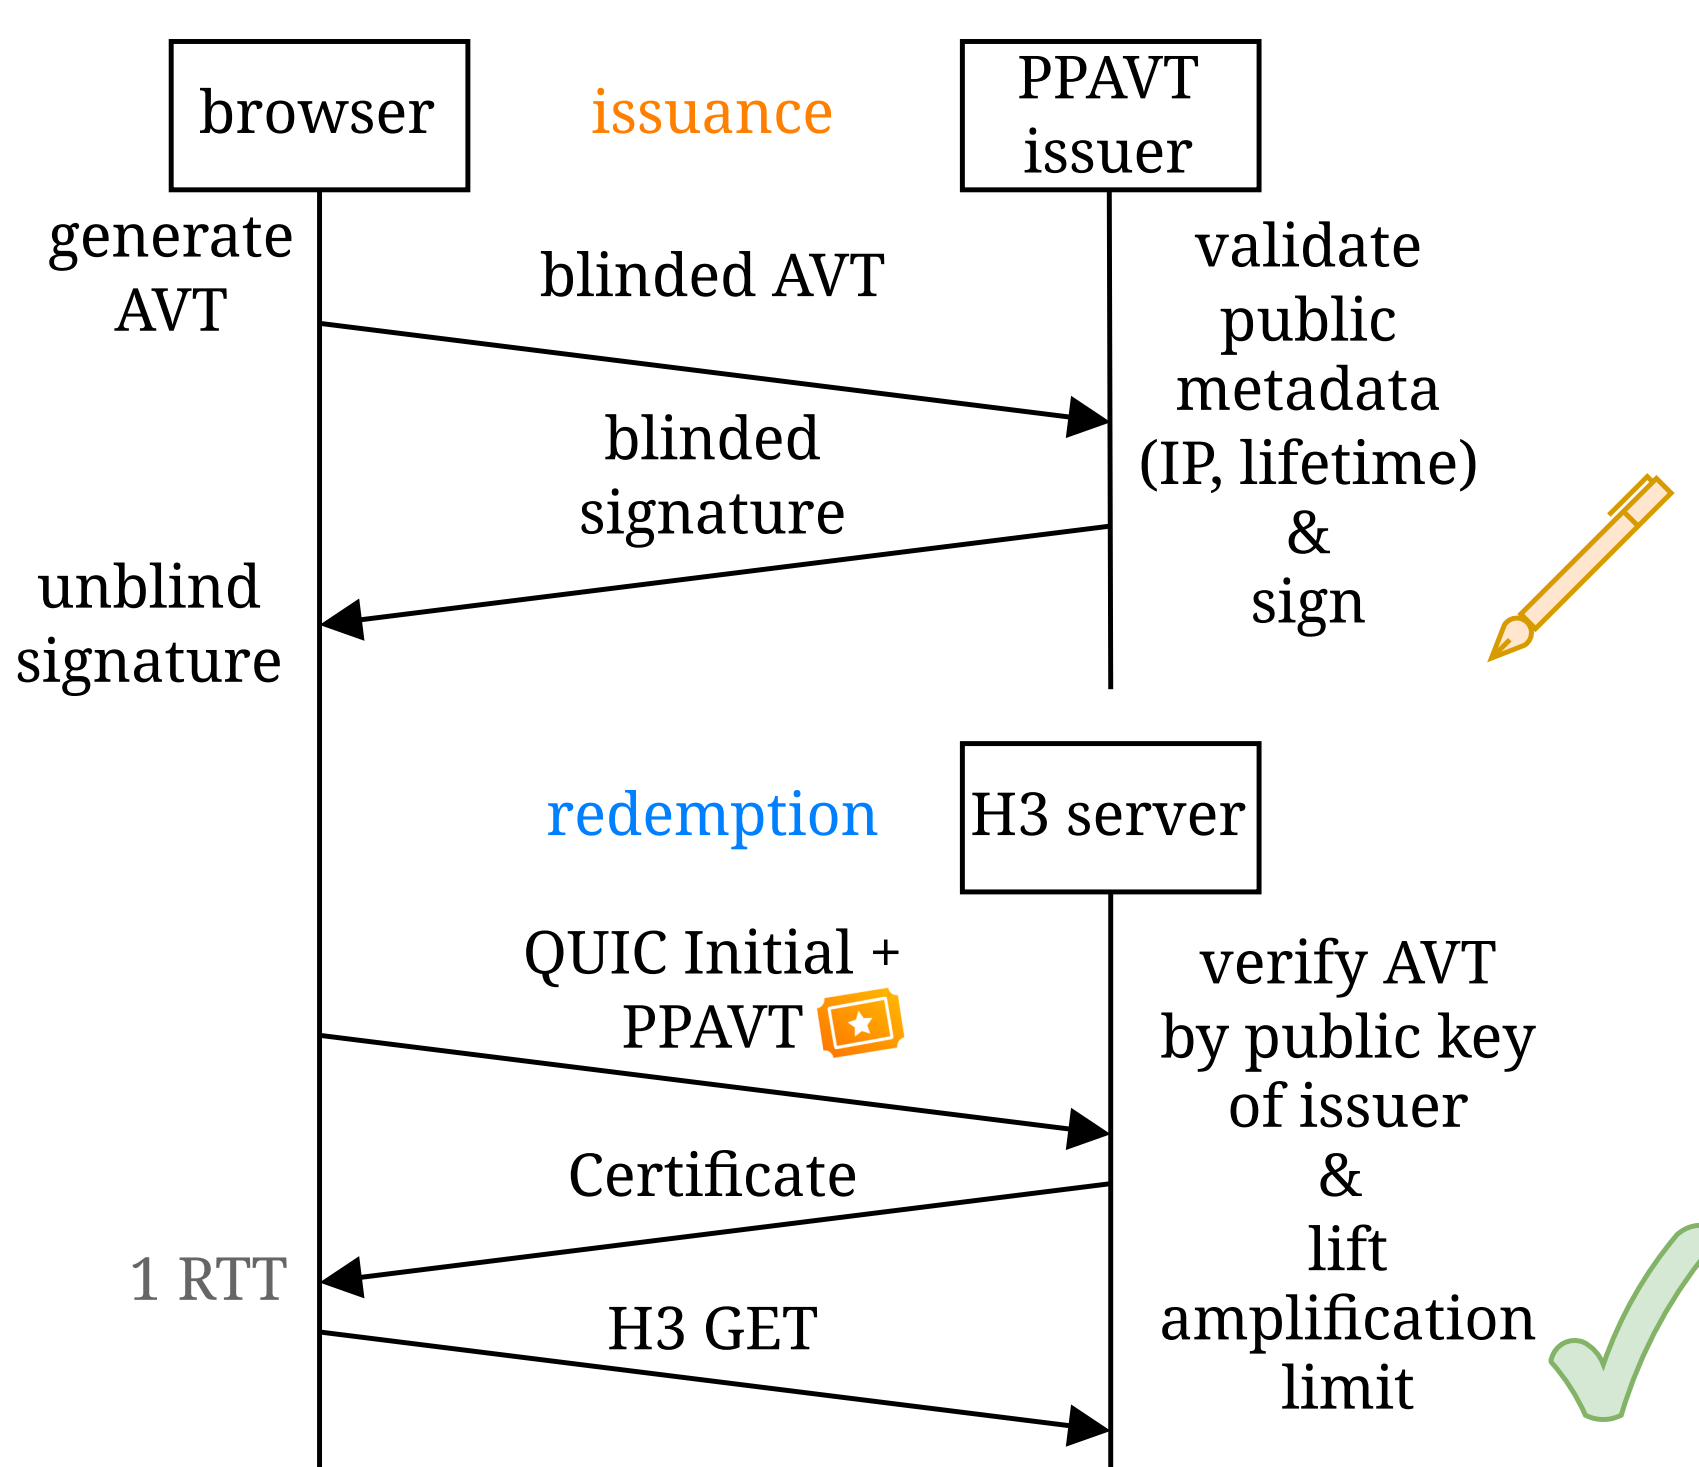 browser
issuance
PPAVT
issuer
generate
AVT
blinded AVT
validate
public
metadata
(IP, lifetime)
&
sign
blinded
signature
unblind
signature
redemption
H3 server
QUIC Initial +
PPAVT
verify AVT
by public key
of issuer
&
lift
amplification
limit
Certificate
1 RTT
H3 GET